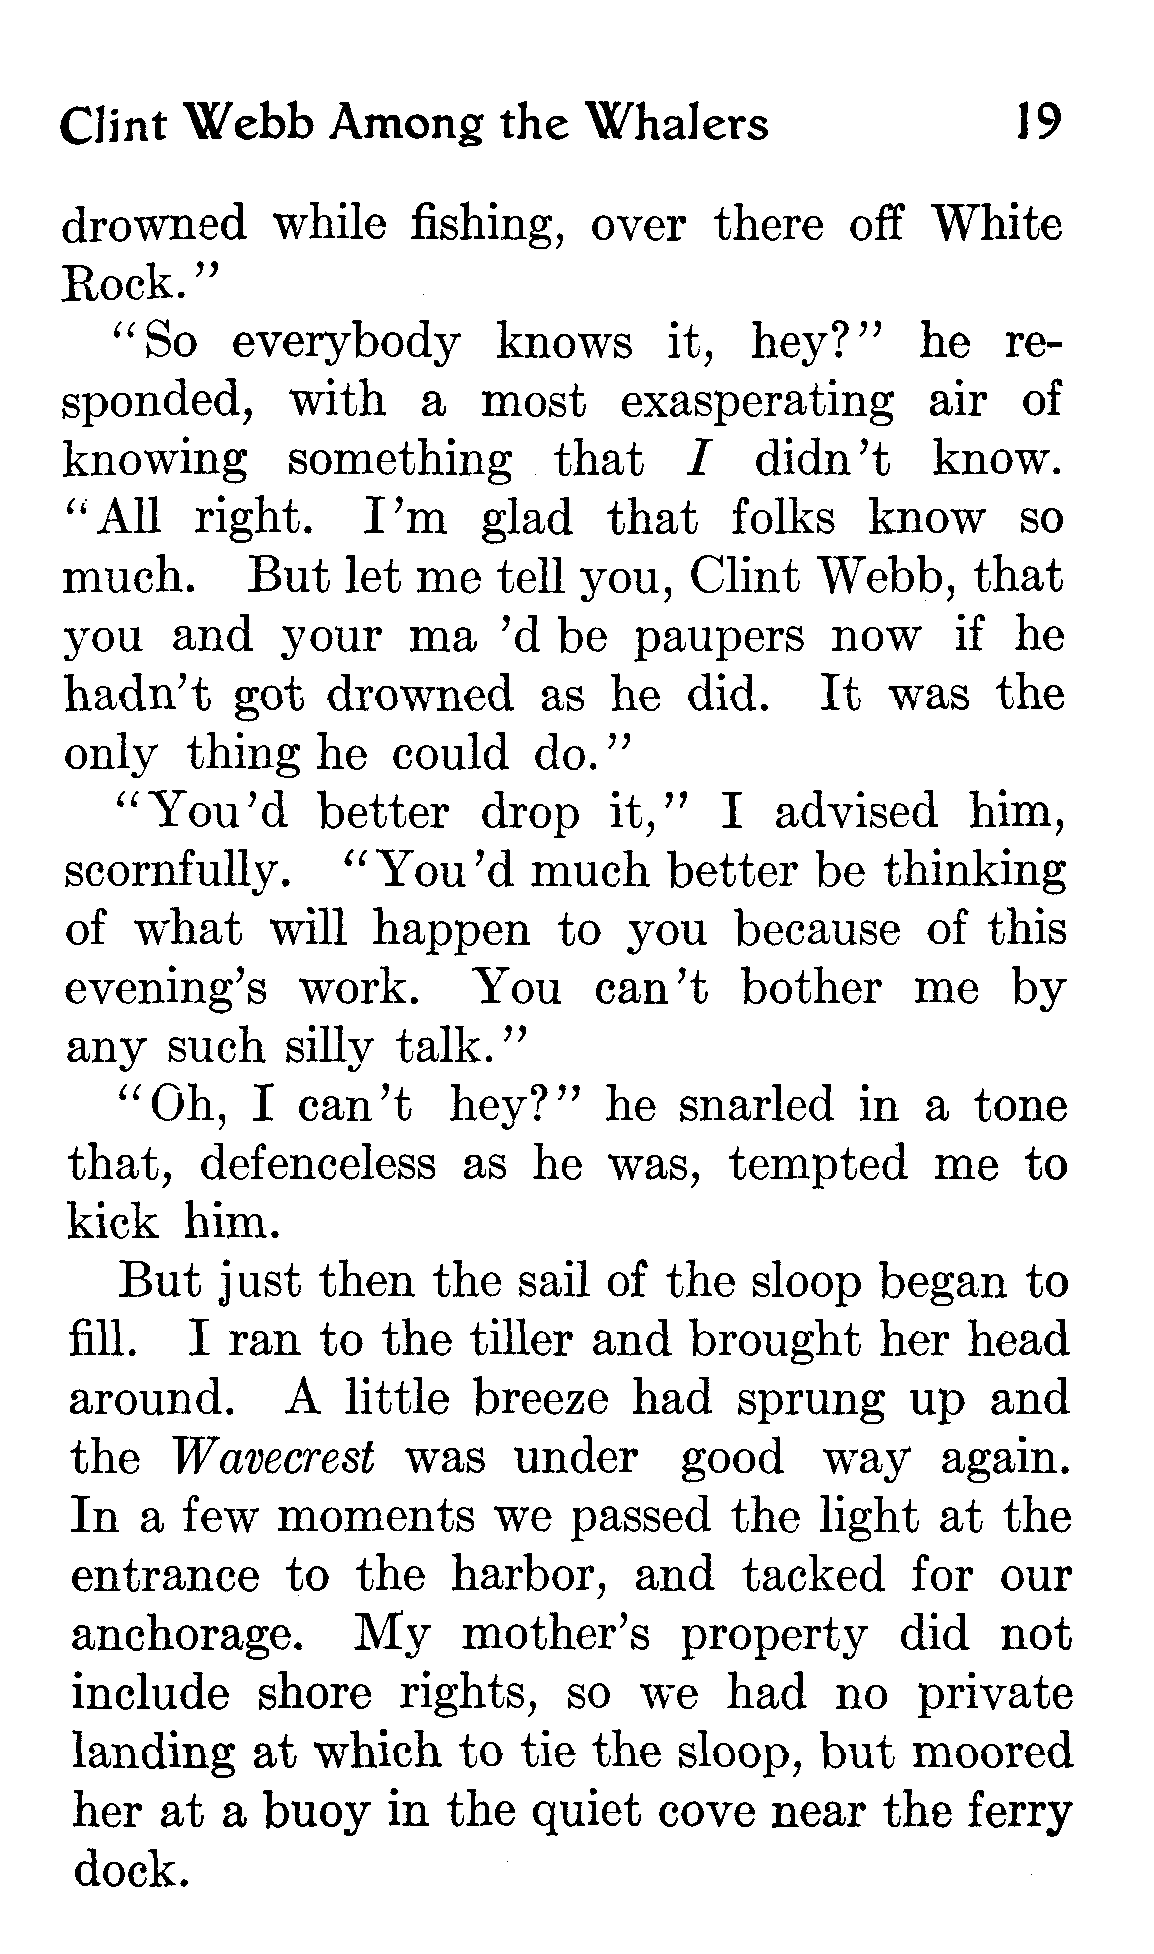 Clint Webb Among the Whalers 19
drowned while fishing, over there off White
Rock."
"So everybody knows it, hey?" he re-
sponded, with a most exasperating air of
knowing something that I didn't know.
"All right. I'm glad that folks know so
much. But let me tell you, Clint Webb, that
you and your ma 'd be paupers now if he
hadn't got drowned as he did. It was the
only thing he could do."
"You'd better drop it," I advised him,
scornfully. "You'd much better be thinking
of what will happen to you because of this
evening's work. You can't bother me by
any such silly talk."
"Oh, I can't hey?" he snarled in a tone
that, defenceless as he was, tempted me to
kick him.
But just then the sail of the sloop began to
fill. I ran to the tiller and brought her head
around. A little breeze had sprung up and
the Wavecrest was under good way again.
In a few moments we passed the light at the
entrance to the harbor, and tacked for our
anchorage. My mother's property did not
include shore rights, so we had no private
landing at which to tie the sloop, but moored
her at a buoy in the quiet cove near the ferry
dock.